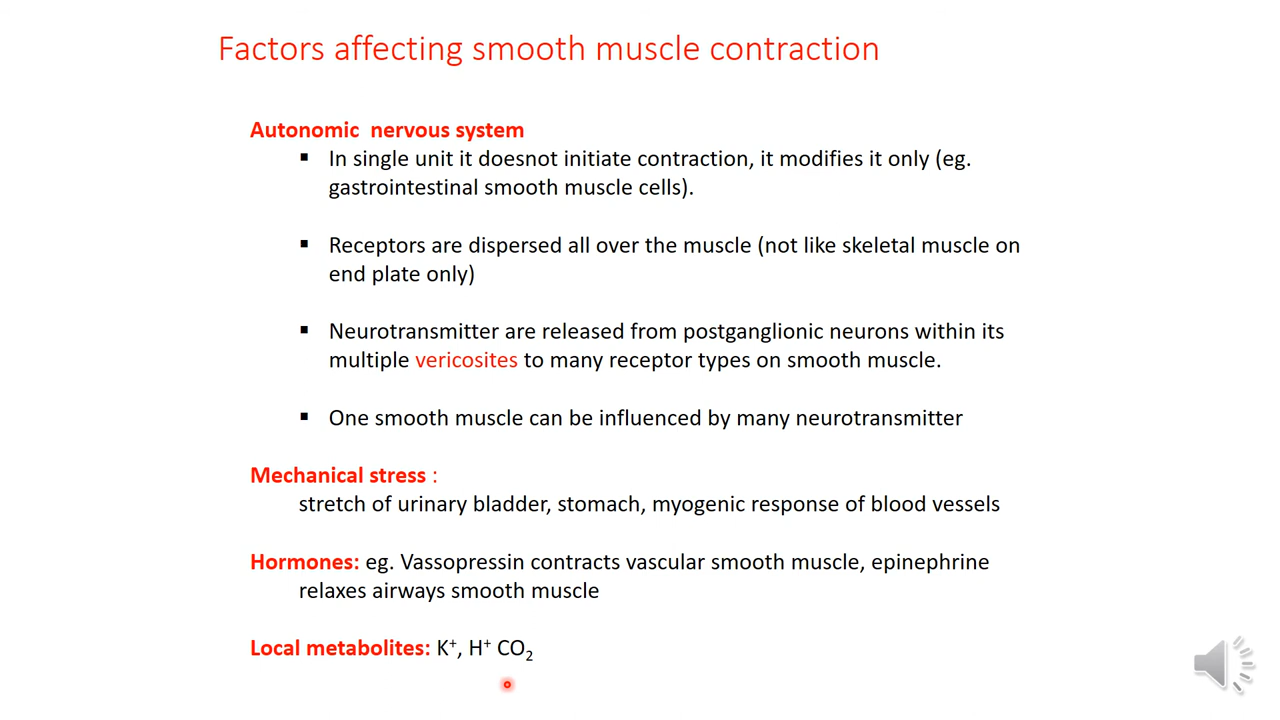 Factors affecting smooth muscle contraction
Autonomic nervous system
▪ In single unit it doesnot initiate contraction, it modifies it only (eg.
gastrointestinal smooth muscle cells).
▪ Receptors are dispersed all over the muscle (not like skeletal muscle on
end plate only)
▪ Neurotransmitter are released from postganglionic neurons within its
multiple vericosites to many receptor types on smooth muscle.
▪ One smooth muscle can be influenced by many neurotransmitter
Mechanical stress :
stretch of urinary bladder, stomach, myogenic response of blood vessels
Hormones: eg. Vassopressin contracts vascular smooth muscle, epinephrine
relaxes airways smooth muscle
Local metabolites: K⁺, H⁺ CO₂